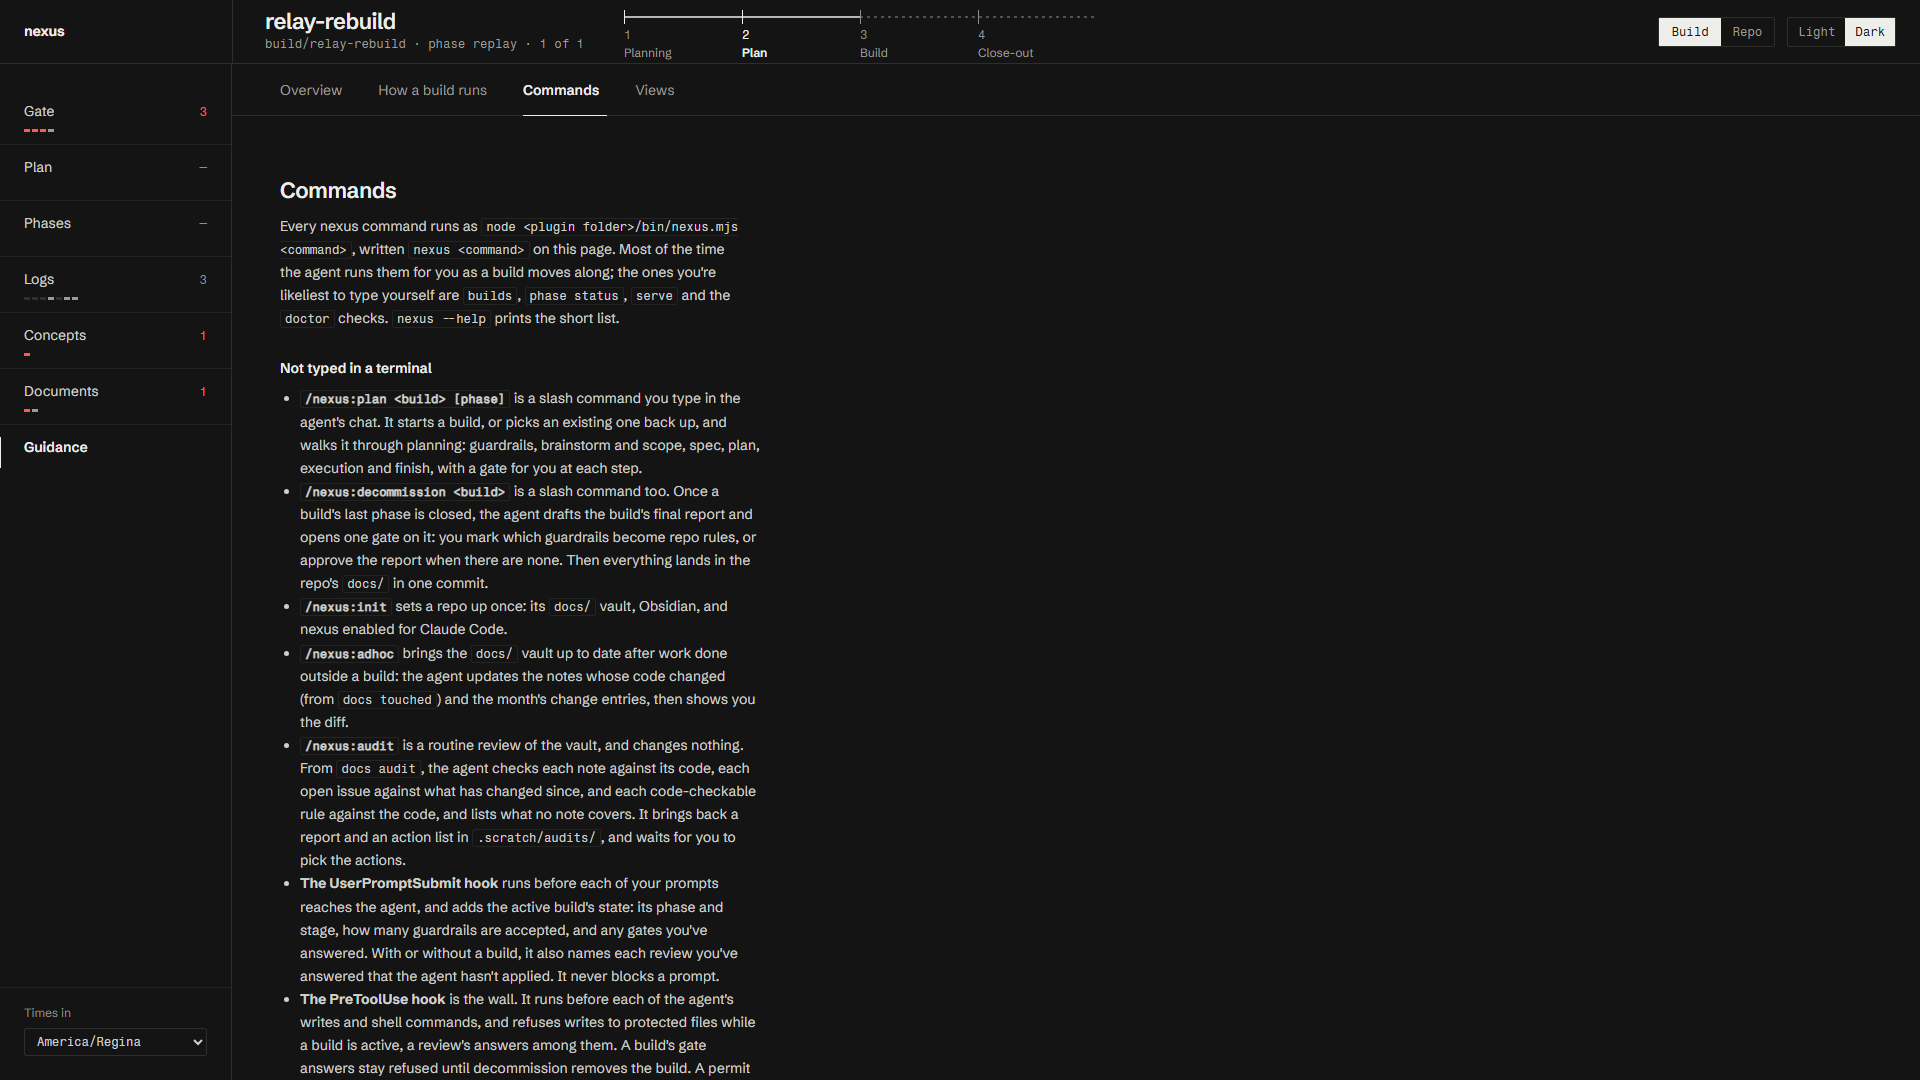 nexus
relay-rebuild
build/relay-rebuild · phase replay · 1 of 1
1
Planning
2
Plan
3
Build
4
Close-out
Build
Repo
Light
Dark
Gate
3
Plan
–
Phases
–
Logs
3
Concepts
1
Documents
1
Guidance
Overview
How a build runs
Commands
Views
Commands
Every nexus command runs as node <plugin folder>/bin/nexus.mjs
<command>, written nexus <command> on this page. Most of the time
the agent runs them for you as a build moves along; the ones you're
likeliest to type yourself are builds, phase status, serve and the
doctor checks. nexus --help prints the short list.
Not typed in a terminal
• /nexus:plan <build> [phase] is a slash command you type in the
agent's chat. It starts a build, or picks an existing one back up, and
walks it through planning: guardrails, brainstorm and scope, spec, plan,
execution and finish, with a gate for you at each step.
• /nexus:decommission <build> is a slash command too. Once a
build's last phase is closed, the agent drafts the build's final report and
opens one gate on it: you mark which guardrails become repo rules, or
approve the report when there are none. Then everything lands in the
repo's docs/ in one commit.
• /nexus:init sets a repo up once: its docs/ vault, Obsidian, and
nexus enabled for Claude Code.
• /nexus:adhoc brings the docs/ vault up to date after work done
outside a build: the agent updates the notes whose code changed
(from docs touched) and the month's change entries, then shows you
the diff.
• /nexus:audit is a routine review of the vault, and changes nothing.
From docs audit, the agent checks each note against its code, each
open issue against what has changed since, and each code-checkable
rule against the code, and lists what no note covers. It brings back a
report and an action list in .scratch/audits/, and waits for you to
pick the actions.
• The UserPromptSubmit hook runs before each of your prompts
reaches the agent, and adds the active build's state: its phase and
stage, how many guardrails are accepted, and any gates you've
answered. With or without a build, it also names each review you've
answered that the agent hasn't applied. It never blocks a prompt.
• The PreToolUse hook is the wall. It runs before each of the agent's
writes and shell commands, and refuses writes to protected files while
a build is active, a review's answers among them. A build's gate
answers stay refused until decommission removes the build. A permit
Times in
America/Regina